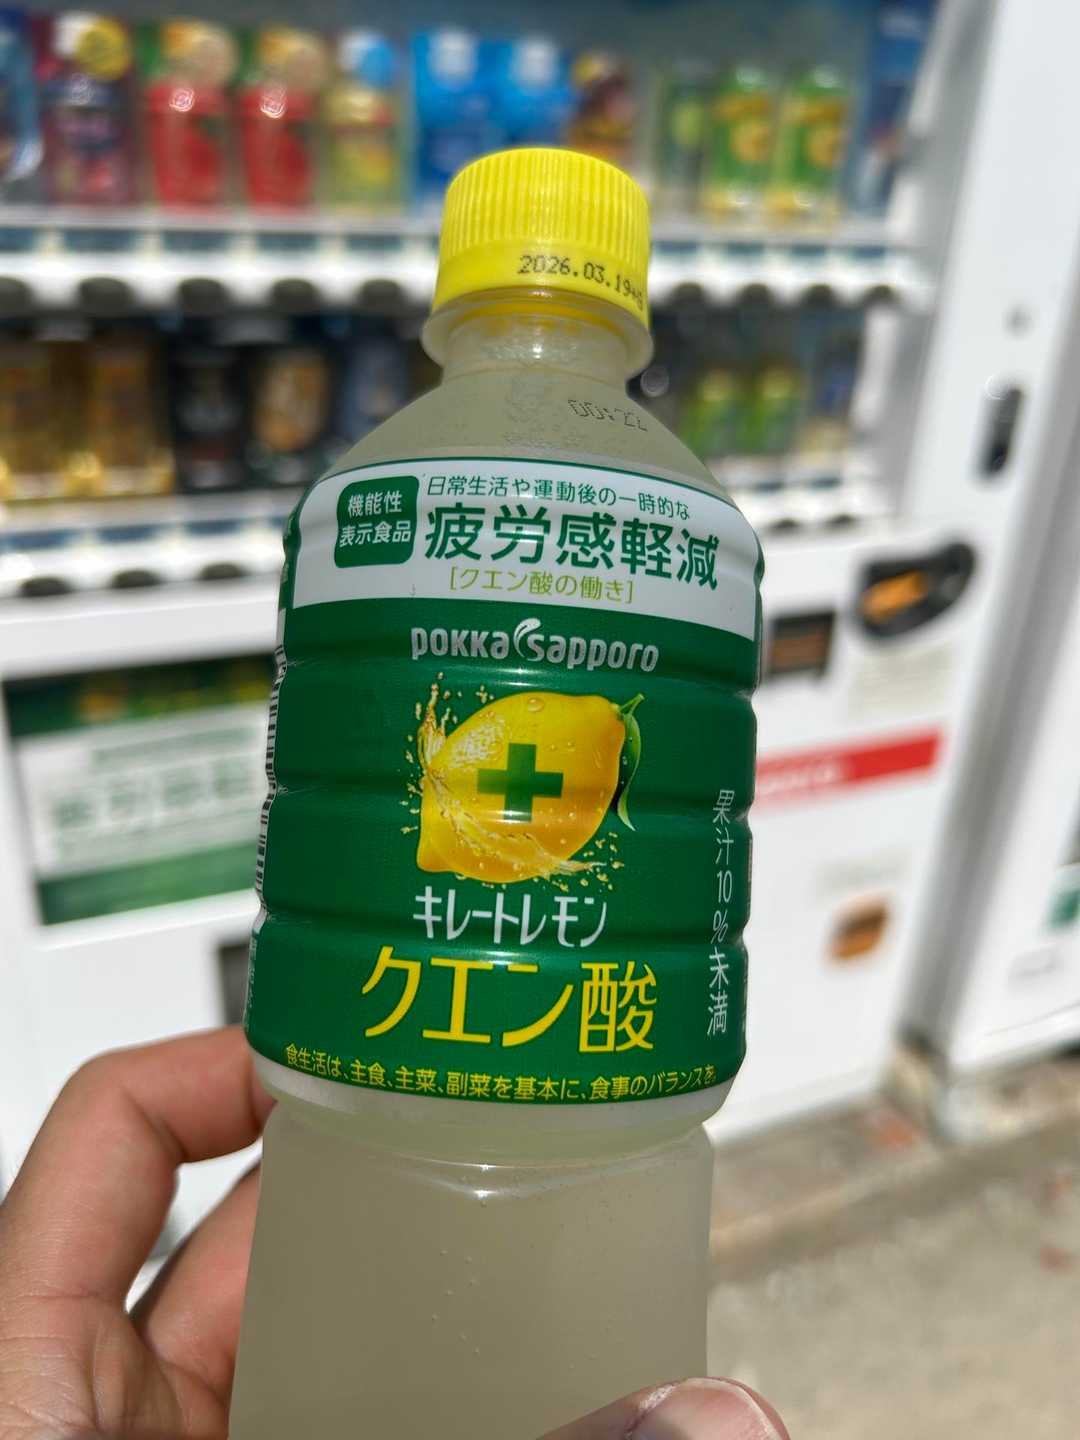 2026.03.19+G
00:22
機能性
表示食品
日常生活や運動後の一時的な
疲労感軽減
[クエン酸の働き]
POKKA sapporo
キレートレモン
クエン酸
果汁10%未満
食生活は、主食、主菜、副菜を基本に、食事のバランスを。